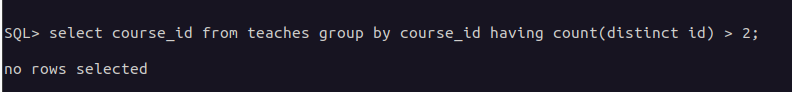 SQL> select course_id from teaches group by course_id having count(distinct id) > 2;
no rows selected